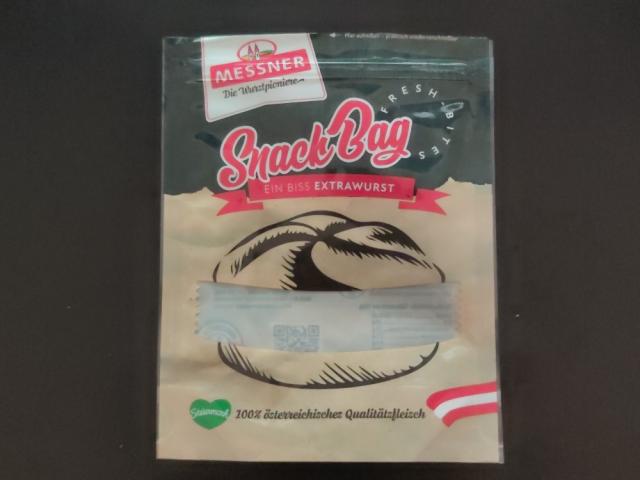 MESSNER
Die Wurstpioniere
FRESH BITES
Snack Bag
EIN BISS EXTRAWURST
Steiermark
100% österreichisches Qualitätsfleisch